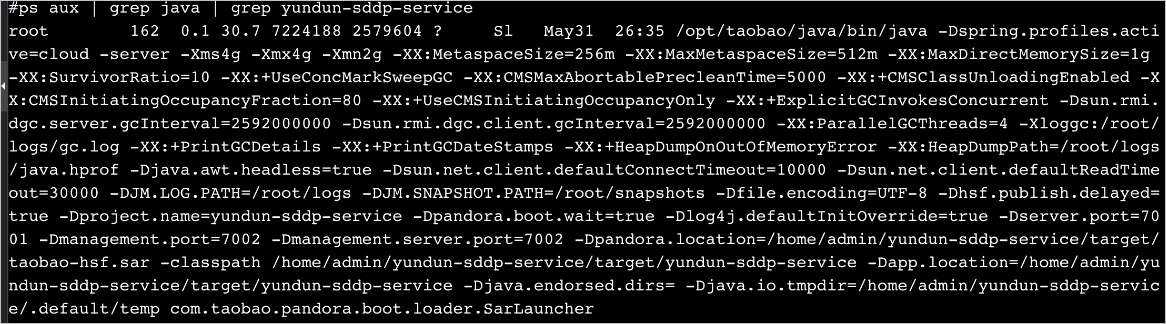 #ps aux | grep java | grep yundun-sddp-service
root       162  0.1 30.7 7224188 2579604 ?     Sl   May31  26:35 /opt/taobao/java/bin/java -Dspring.profiles.acti
ve=cloud -server -Xms4g -Xmx4g -Xmn2g -XX:MetaspaceSize=256m -XX:MaxMetaspaceSize=512m -XX:MaxDirectMemorySize=1g
-XX:SurvivorRatio=10 -XX:+UseConcMarkSweepGC -XX:CMSMaxAbortablePrecleanTime=5000 -XX:+CMSClassUnloadingEnabled -X
X:CMSInitiatingOccupancyFraction=80 -XX:+UseCMSInitiatingOccupancyOnly -XX:+ExplicitGCInvokesConcurrent -Dsun.rmi.
dgc.server.gcInterval=2592000000 -Dsun.rmi.dgc.client.gcInterval=2592000000 -XX:ParallelGCThreads=4 -Xloggc:/root/
logs/gc.log -XX:+PrintGCDetails -XX:+PrintGCDateStamps -XX:+HeapDumpOnOutOfMemoryError -XX:HeapDumpPath=/root/logs
/java.hprof -Djava.awt.headless=true -Dsun.net.client.defaultConnectTimeout=10000 -Dsun.net.client.defaultReadTime
out=30000 -DJM.LOG.PATH=/root/logs -DJM.SNAPSHOT.PATH=/root/snapshots -Dfile.encoding=UTF-8 -Dhsf.publish.delayed=
true -Dproject.name=yundun-sddp-service -Dpandora.boot.wait=true -Dlog4j.defaultInitOverride=true -Dserver.port=70
01 -Dmanagement.port=7002 -Dmanagement.server.port=7002 -Dpandora.location=/home/admin/yundun-sddp-service/target/
taobao-hsf.sar -classpath /home/admin/yundun-sddp-service/target/yundun-sddp-service -Dapp.location=/home/admin/yu
ndun-sddp-service/target/yundun-sddp-service -Djava.endorsed.dirs= -Djava.io.tmpdir=/home/admin/yundun-sddp-servic
e/.default/temp com.taobao.pandora.boot.loader.SarLauncher